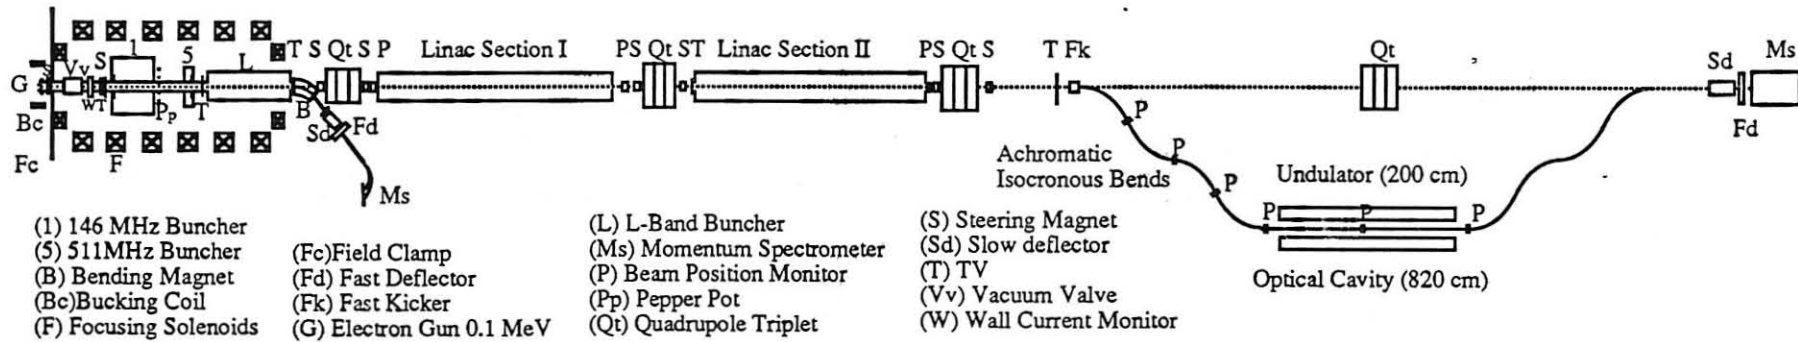 S 1 5 L T S Qt S P Linac Section I PS Qt ST Linac Section II PS Qt S T Fk Qt Sd Ms
G S Vv
WT Pp T B Sd Fd P Fd
Bc
Fc F Ms
P
P
Achromatic
Isocronous Bends
Undulator (200 cm)
P P P
Optical Cavity (820 cm)
(1) 146 MHz Buncher
(5) 511MHz Buncher
(B) Bending Magnet
(Bc)Bucking Coil
(F) Focusing Solenoids
(Fc)Field Clamp
(Fd) Fast Deflector
(Fk) Fast Kicker
(G) Electron Gun 0.1 MeV
(L) L-Band Buncher
(Ms) Momentum Spectrometer
(P) Beam Position Monitor
(Pp) Pepper Pot
(Qt) Quadrupole Triplet
(S) Steering Magnet
(Sd) Slow deflector
(T) TV
(Vv) Vacuum Valve
(W) Wall Current Monitor